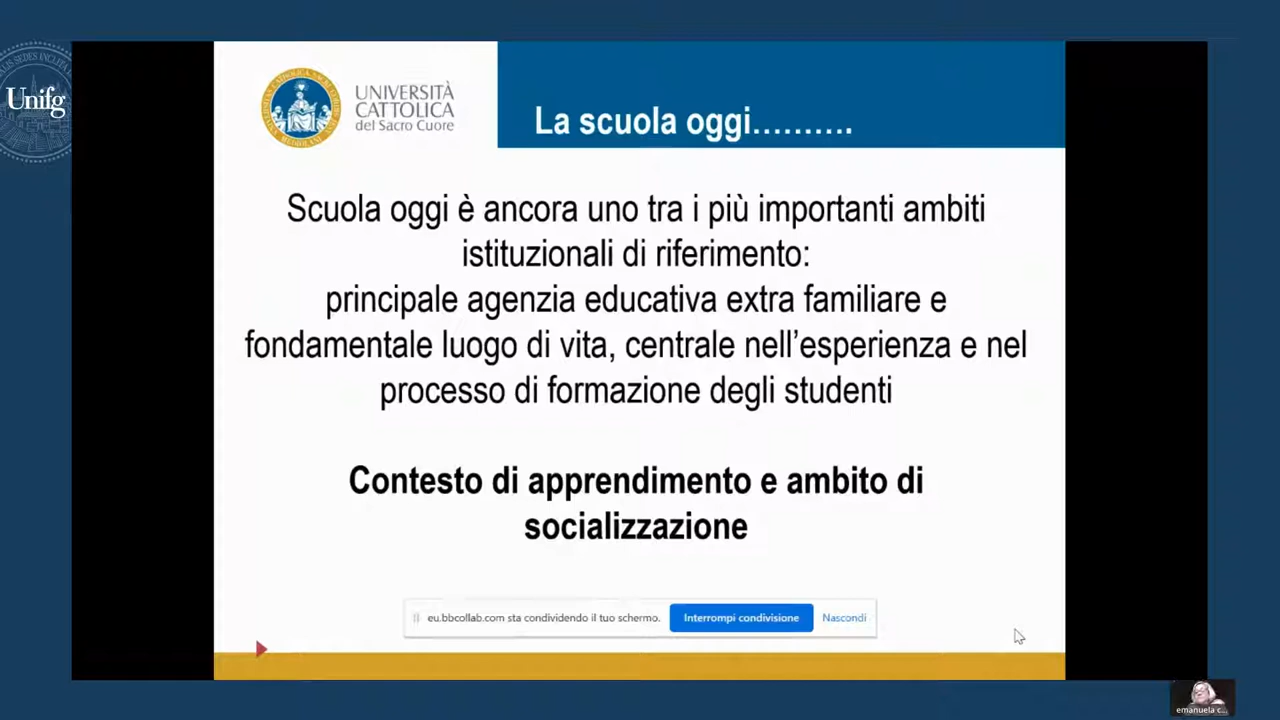 Unifg
UNIVERSITÀ
CATTOLICA
del Sacro Cuore
La scuola oggi..........
Scuola oggi è ancora uno tra i più importanti ambiti
istituzionali di riferimento:
principale agenzia educativa extra familiare e
fondamentale luogo di vita, centrale nell’esperienza e nel
processo di formazione degli studenti
Contesto di apprendimento e ambito di
socializzazione
eu.bbcollab.com sta condividendo il tuo schermo.
Interrompi condivisione
Nascondi
emanuela c...